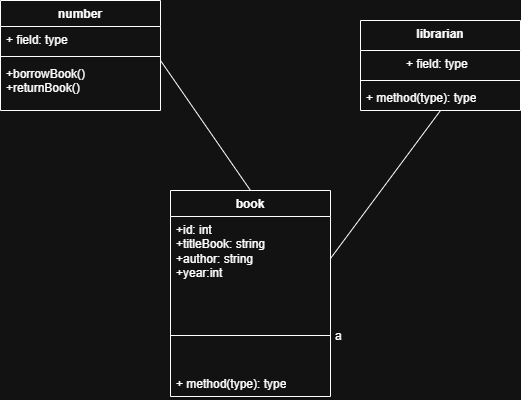 number
+ field: type
+borrowBook()
+returnBook()
librarian
+ field: type
+ method(type): type
book
+id: int
+titleBook: string
+author: string
+year:int
a
+ method(type): type